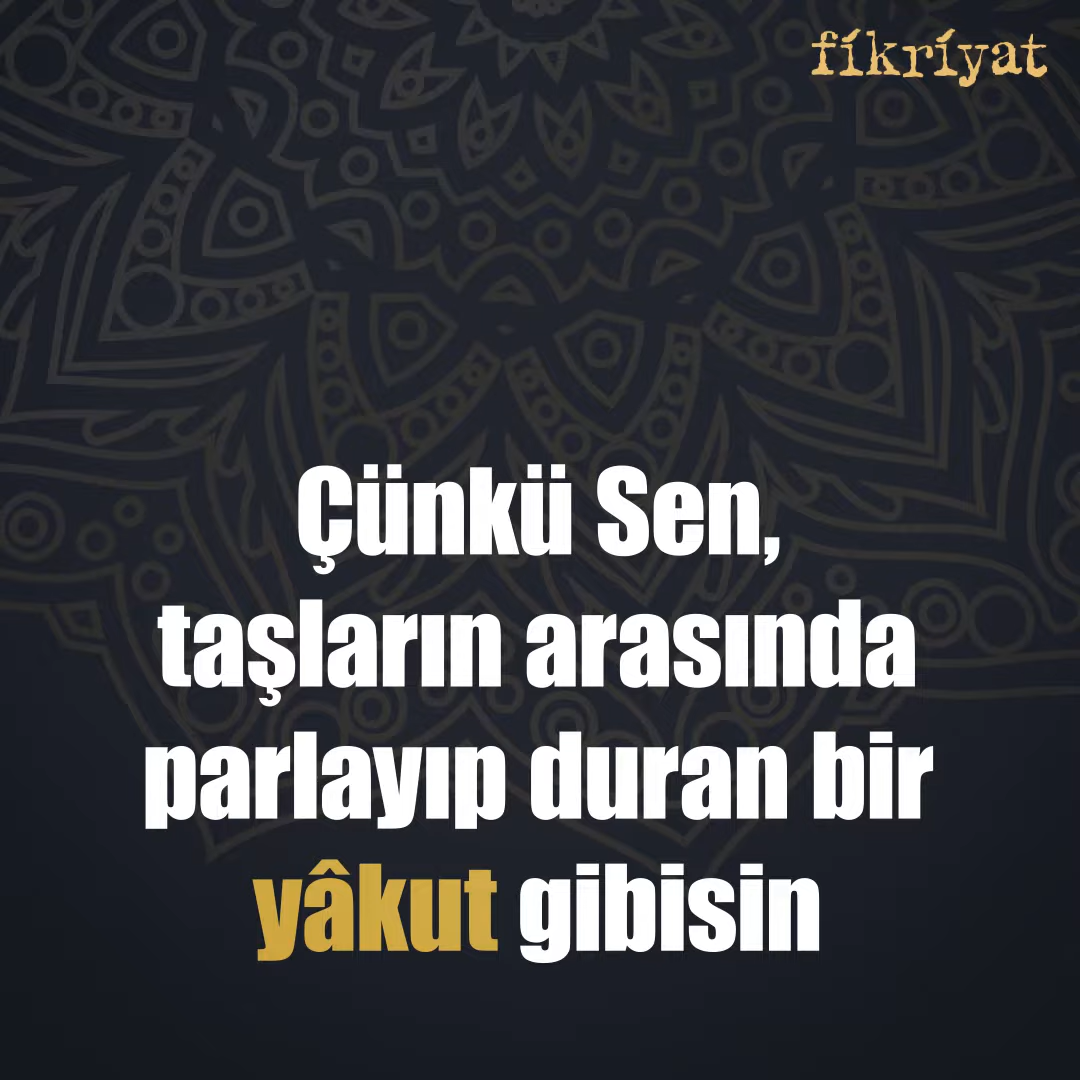 fikriyat
Çünkü Sen,
taşların arasında
parlayıp duran bir
yâkut gibisin